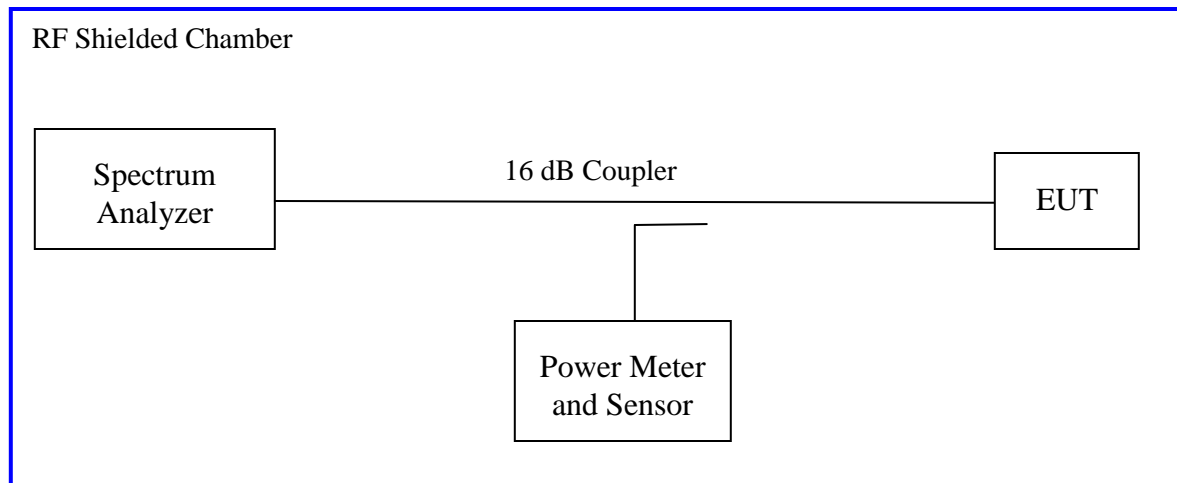 RF Shielded Chamber
Spectrum
Analyzer
16 dB Coupler
EUT
Power Meter
and Sensor